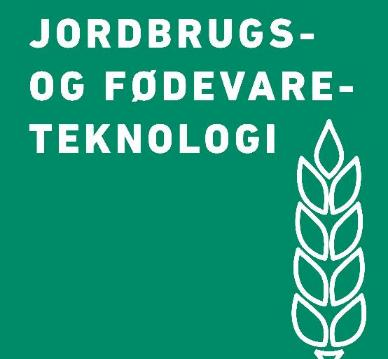 JORDBRUGS-
OG FØDEVARE-
TEKNOLOGI